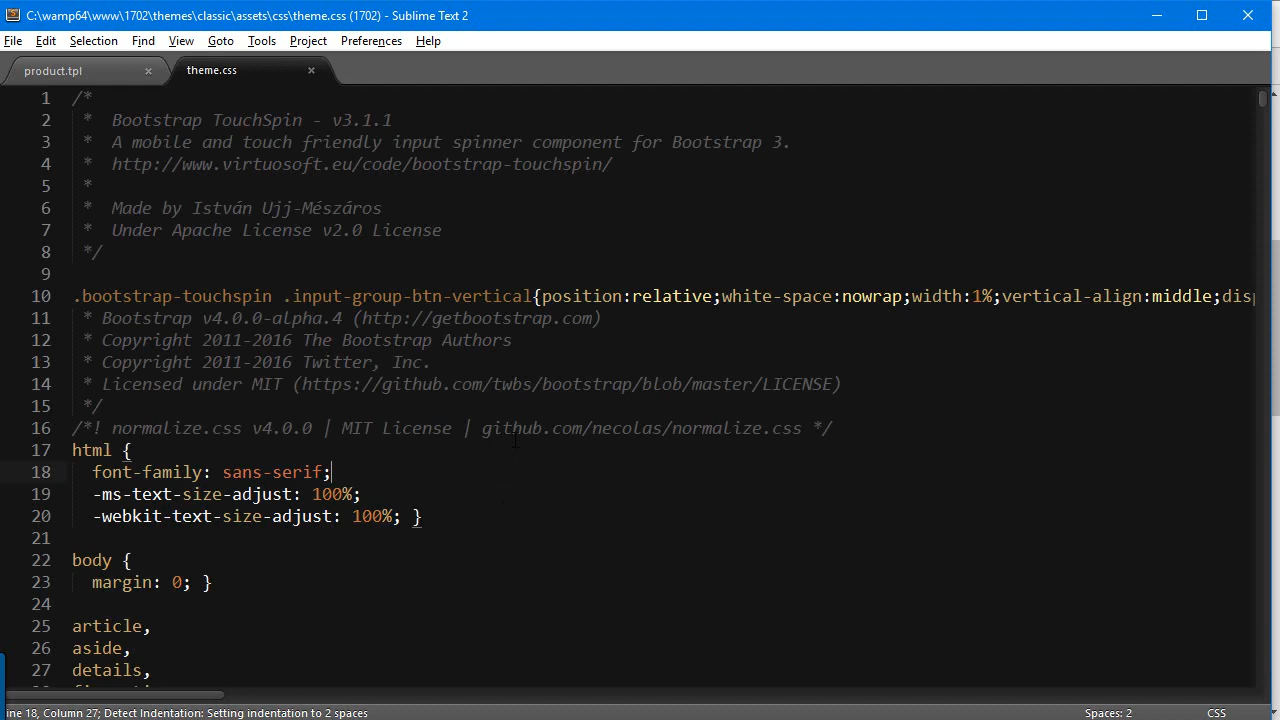 C:\wamp64\www\1702\themes\classic\assets\css\theme.css (1702) - Sublime Text 2
File Edit Selection Find View Goto Tools Project Preferences Help
product.tpl × theme.css ×
1 /*
2 * Bootstrap TouchSpin - v3.1.1
3 * A mobile and touch friendly input spinner component for Bootstrap 3.
4 * http://www.virtuosoft.eu/code/bootstrap-touchspin/
5 *
6 * Made by István Ujj-Mészáros
7 * Under Apache License v2.0 License
8 */
9
10 .bootstrap-touchspin .input-group-btn-vertical{position:relative;white-space:nowrap;width:1%;vertical-align:middle;dis
11 * Bootstrap v4.0.0-alpha.4 (http://getbootstrap.com)
12 * Copyright 2011-2016 The Bootstrap Authors
13 * Copyright 2011-2016 Twitter, Inc.
14 * Licensed under MIT (https://github.com/twbs/bootstrap/blob/master/LICENSE)
15 */
16 /*! normalize.css v4.0.0 | MIT License | github.com/necolas/normalize.css */
17 html {
18 font-family: sans-serif;
19 -ms-text-size-adjust: 100%;
20 -webkit-text-size-adjust: 100%; }
21
22 body {
23 margin: 0; }
24
25 article,
26 aside,
27 details,
ine 18, Column 27; Detect Indentation: Setting indentation to 2 spaces Spaces: 2 CSS